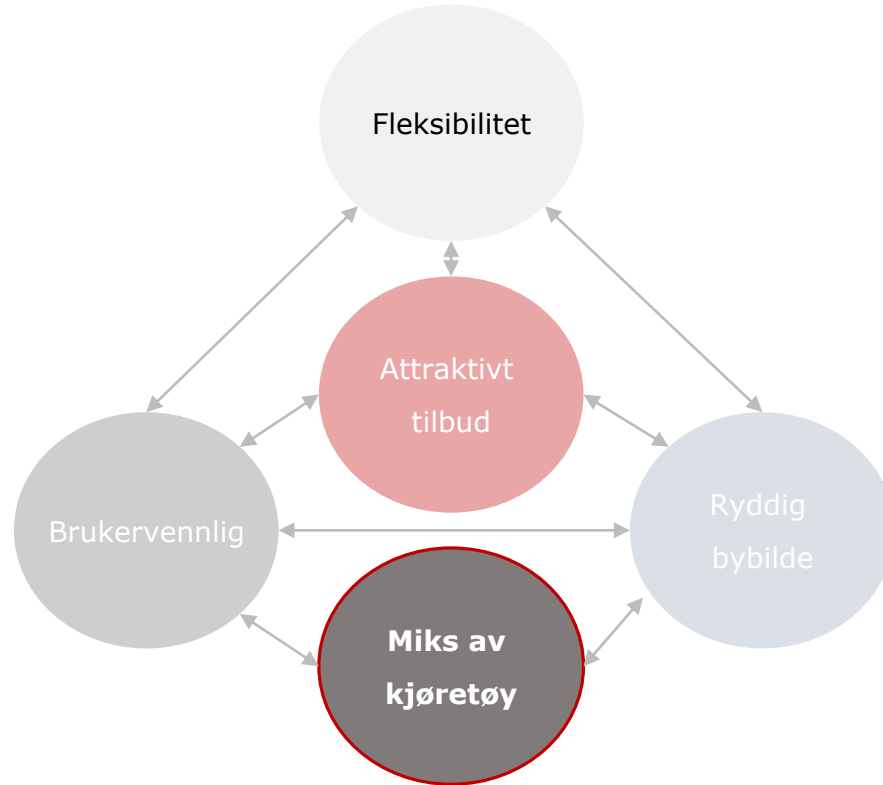 Fleksibilitet
Attraktivt
tilbud
Brukervennlig
Ryddig
bybilde
Miks av
kjøretøy